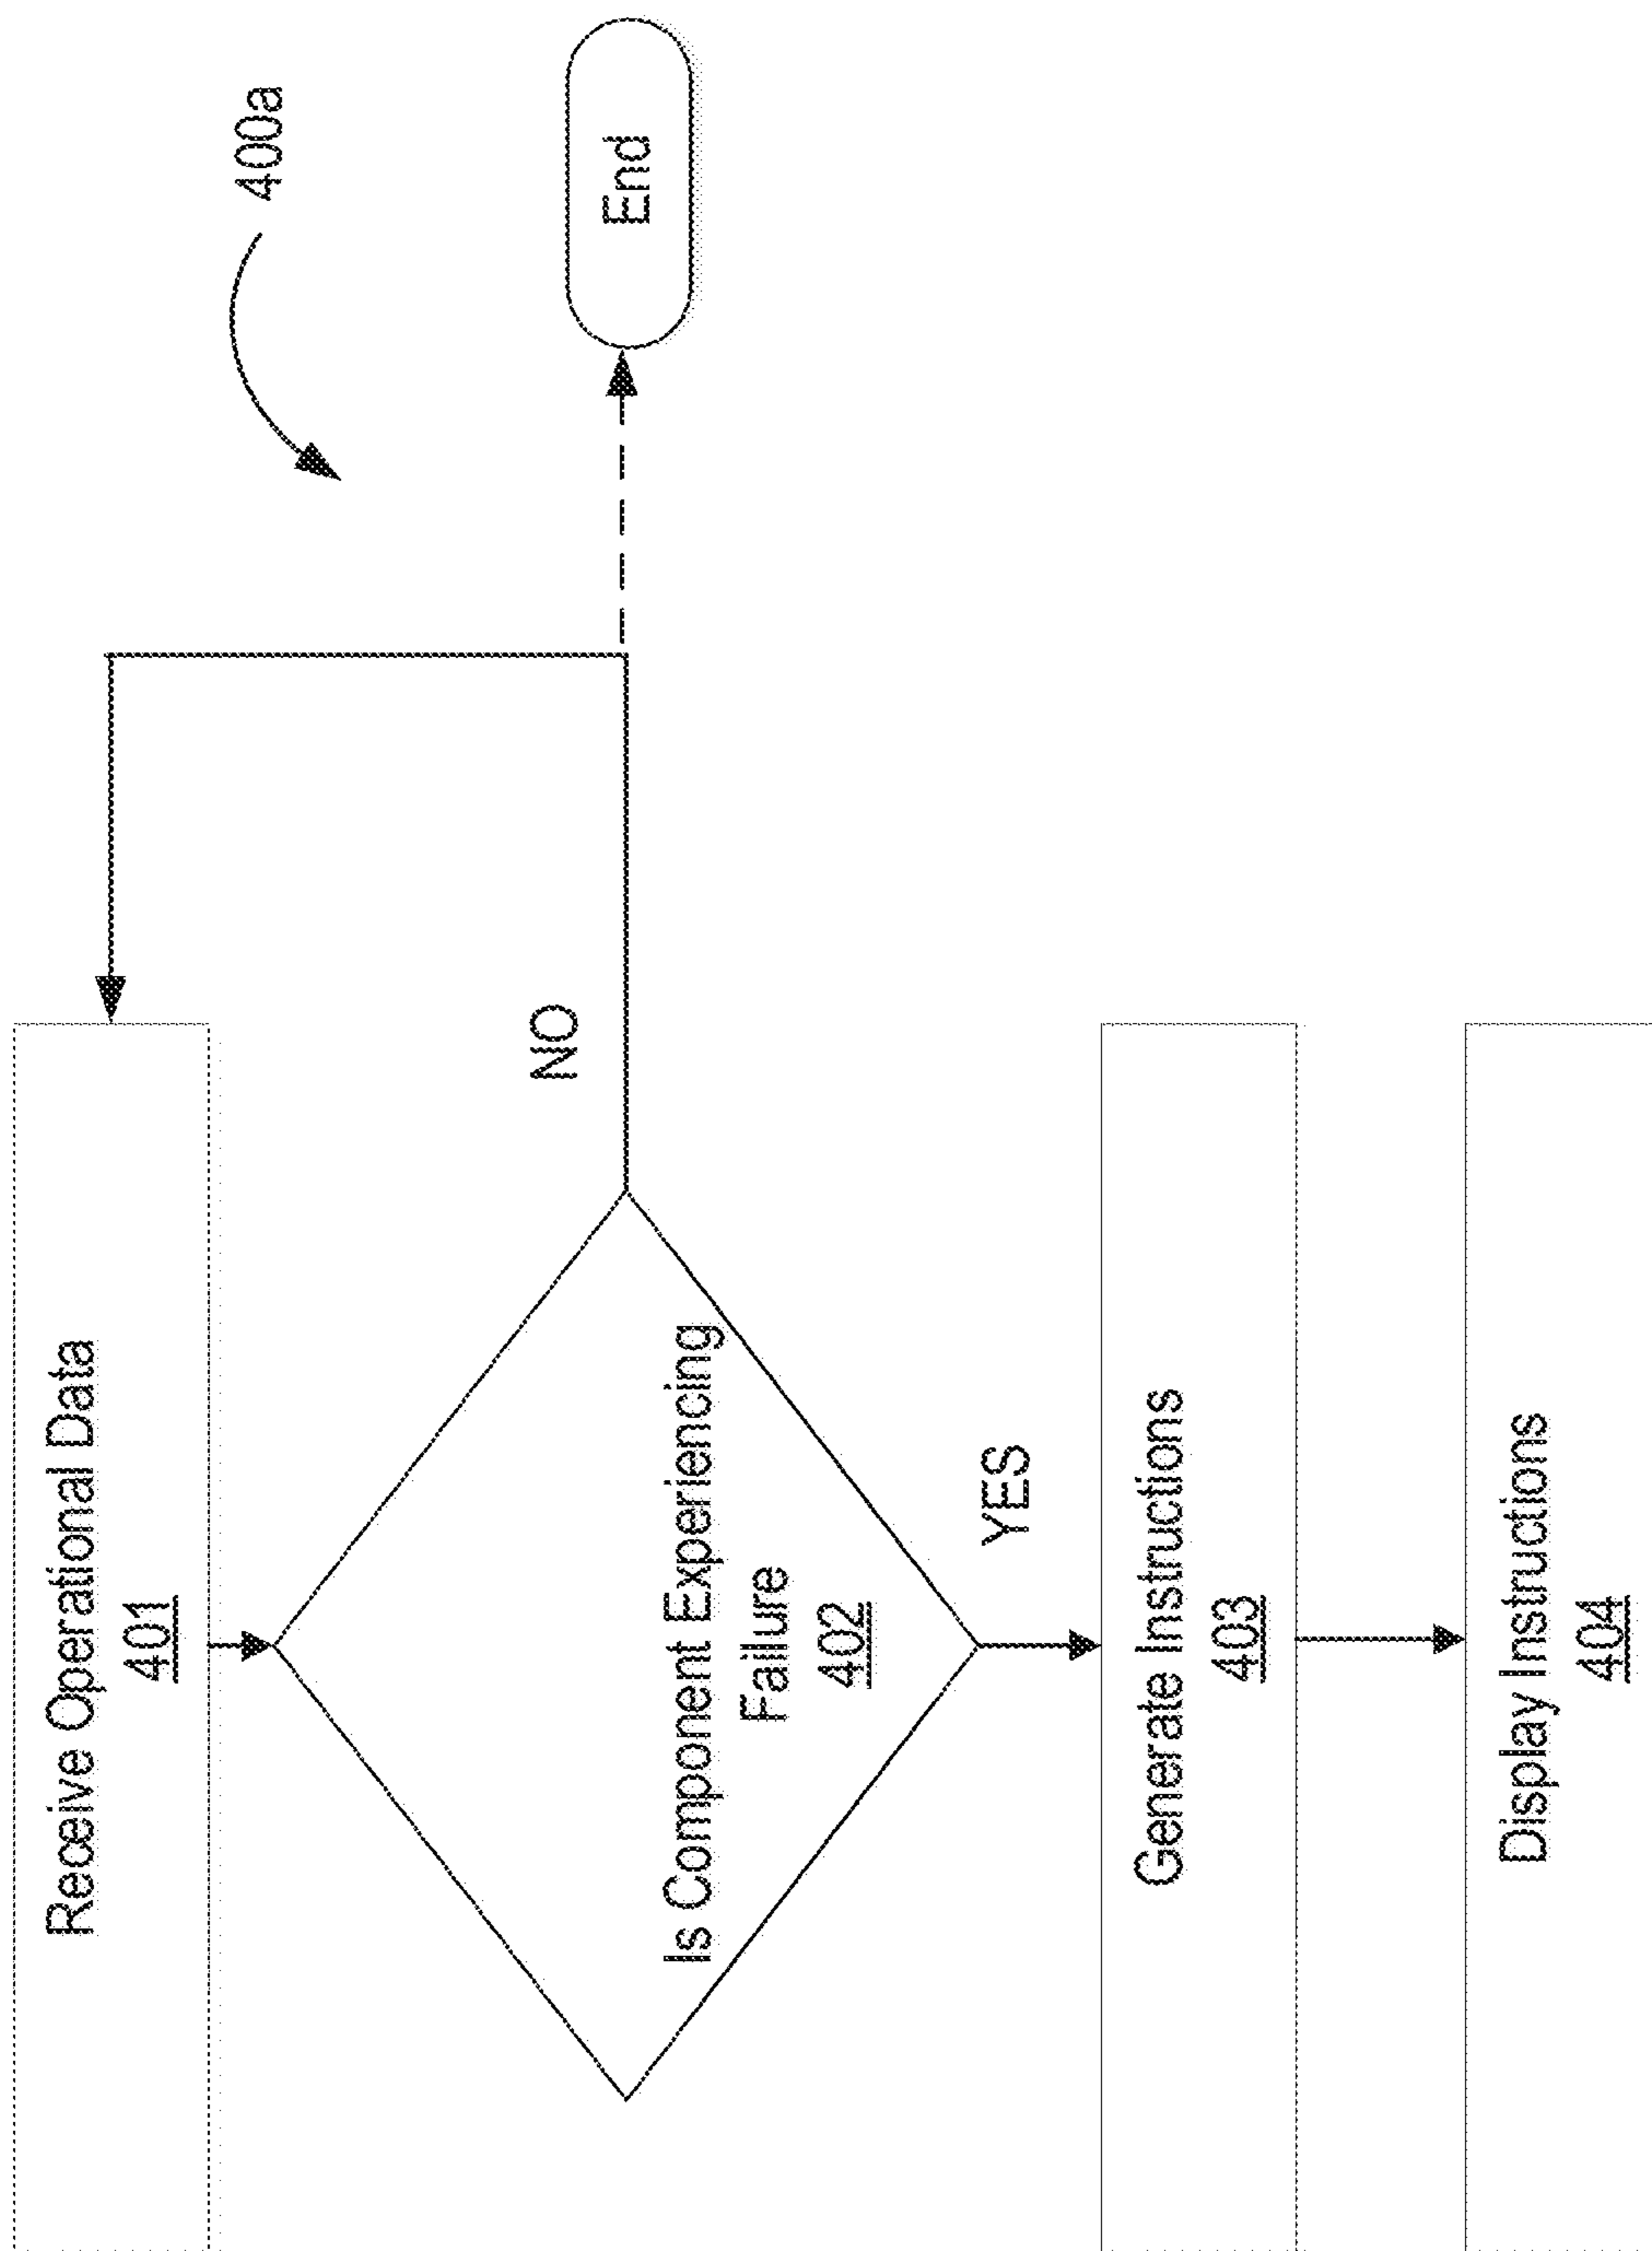 400a
Receive Operational Data
401
Is Component Experiencing
Failure
402
NO
End
YES
Generate Instructions
403
Display Instructions
404